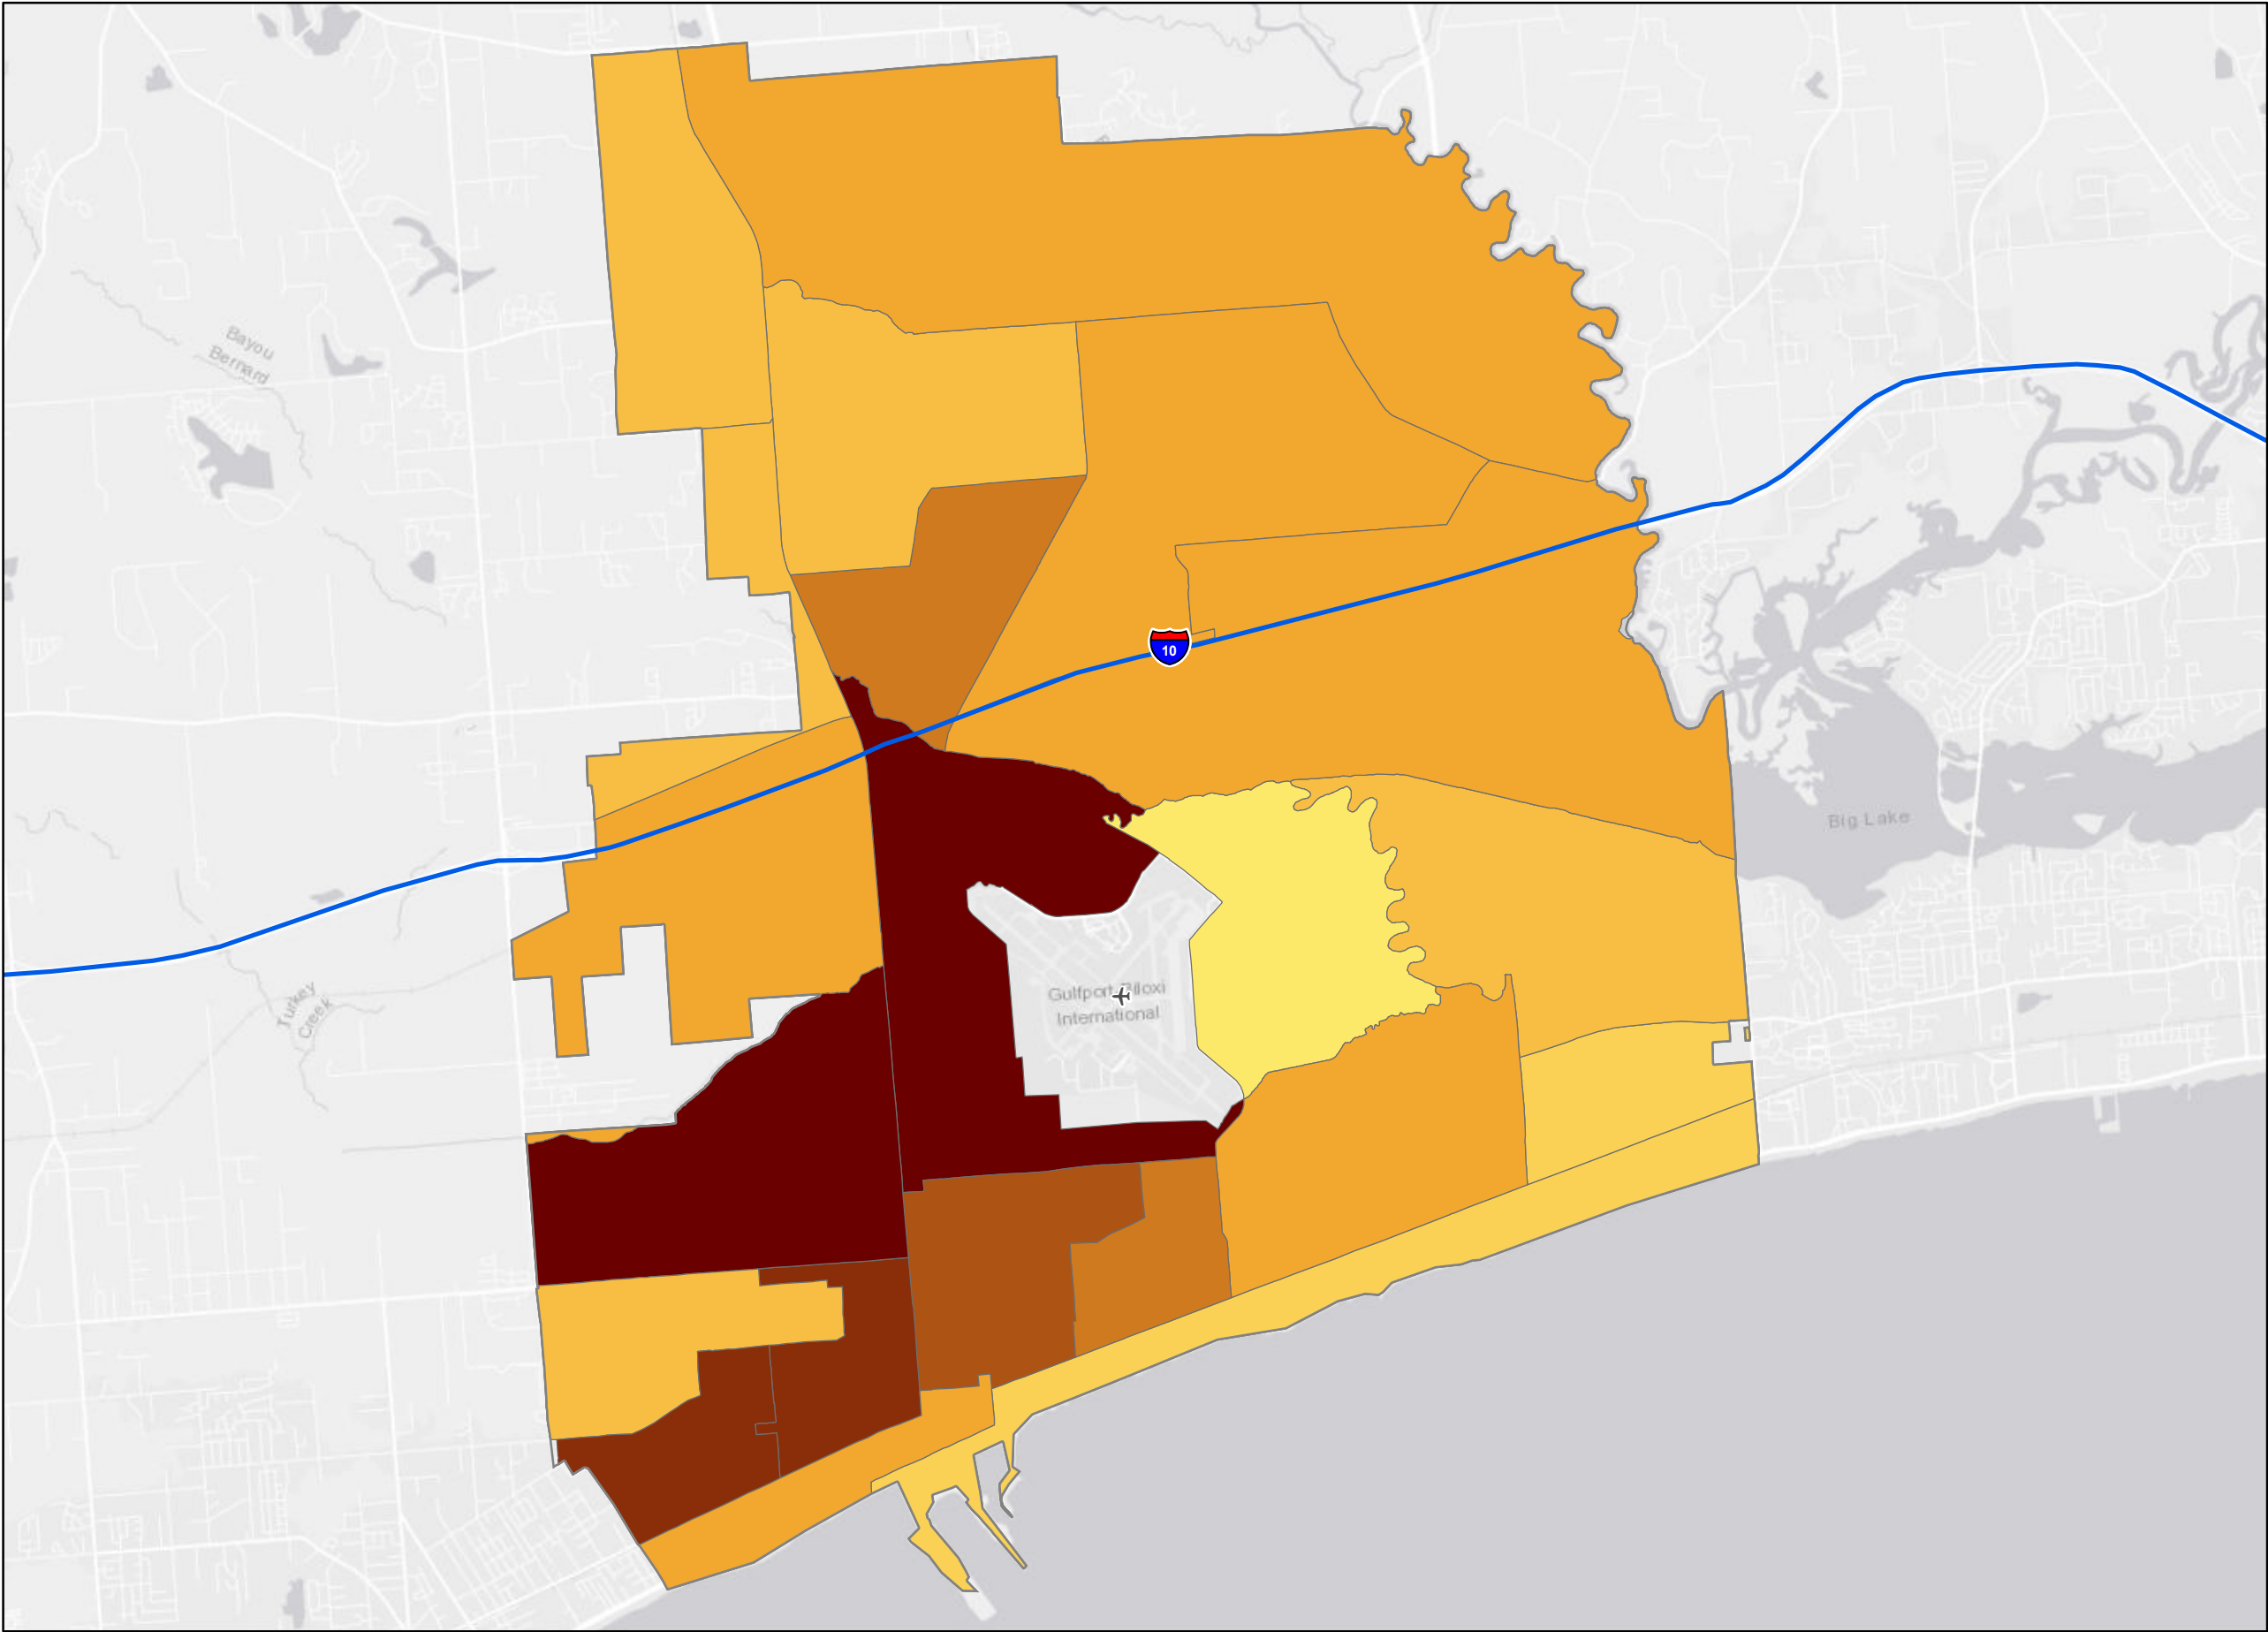 Bayou
Bernard
10
Big Lake
Gulfport-Biloxi
International
Turkey
Creek